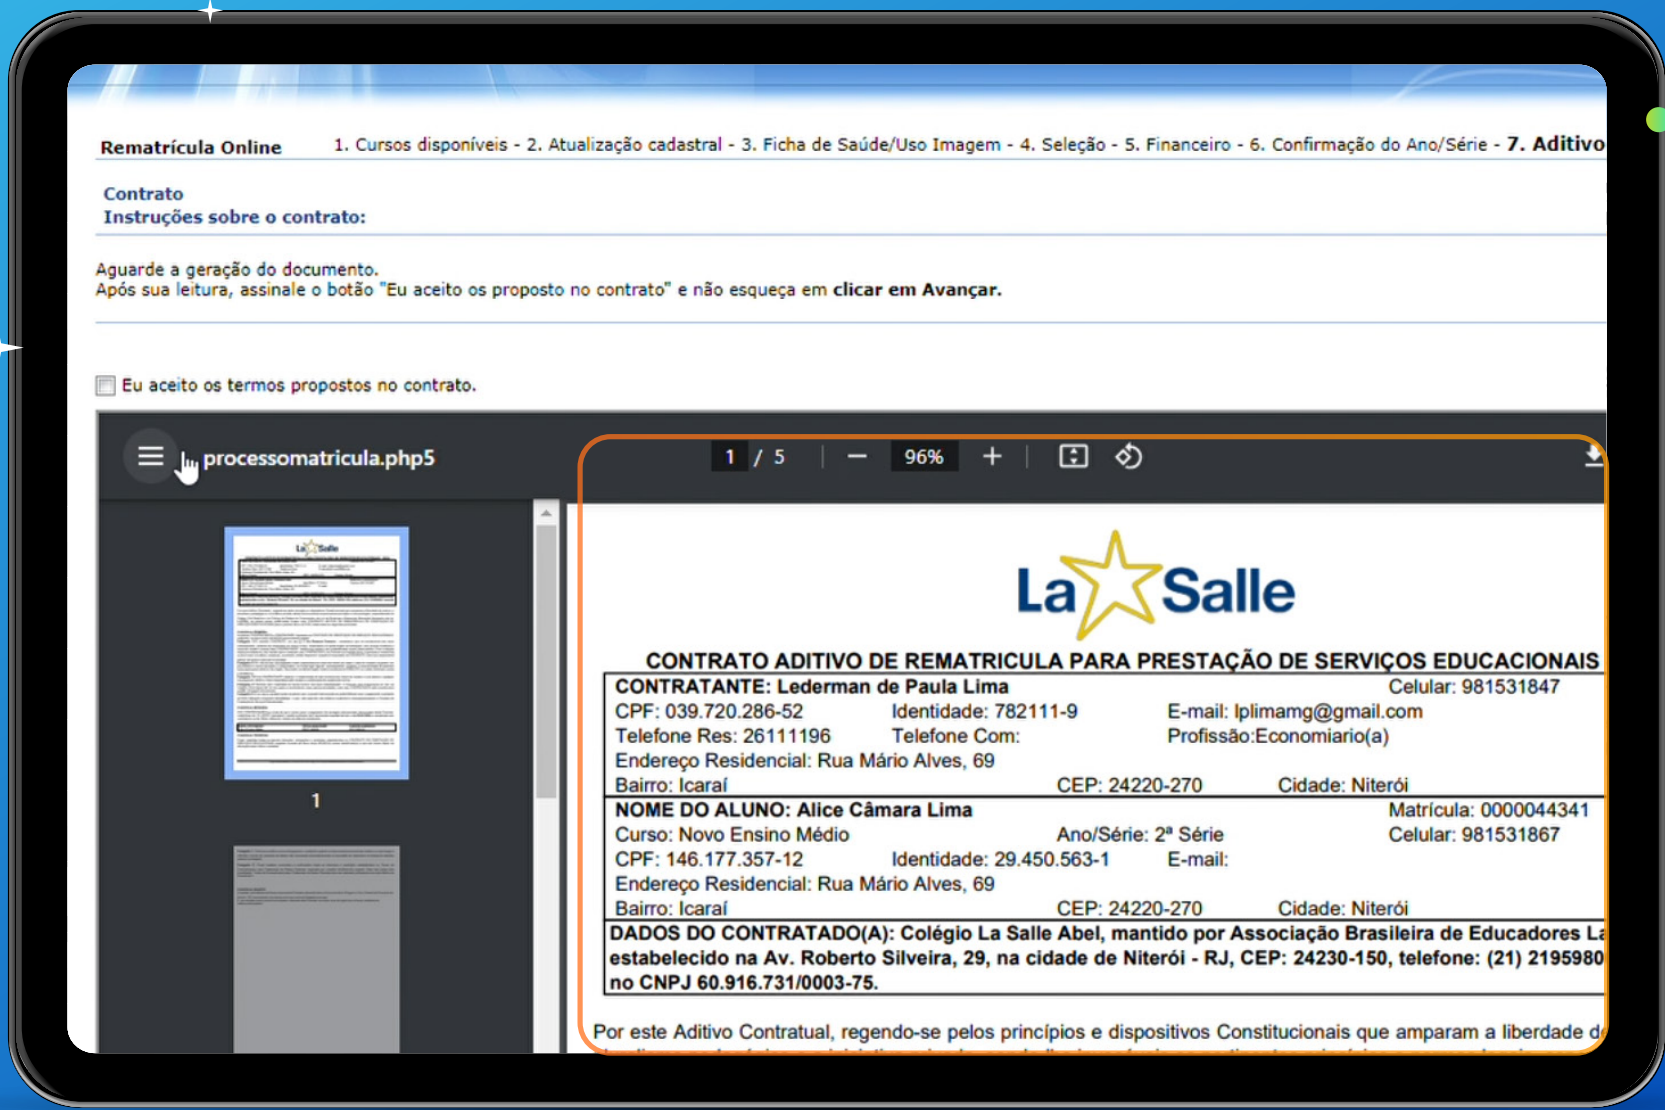 Rematrícula Online 1. Cursos disponíveis - 2. Atualização cadastral - 3. Ficha de Saúde/Uso Imagem - 4. Seleção - 5. Financeiro - 6. Confirmação do Ano/Série - 7. Aditivo
Contrato
Instruções sobre o contrato:
Aguarde a geração do documento.
Após sua leitura, assinale o botão "Eu aceito os proposto no contrato" e não esqueça em clicar em Avançar.
Eu aceito os termos propostos no contrato.
processomatricula.php5 1 / 5 96%
La Salle
1
La Salle
CONTRATO ADITIVO DE REMATRICULA PARA PRESTAÇÃO DE SERVIÇOS EDUCACIONAIS
CONTRATANTE: Lederman de Paula Lima Celular: 981531847
CPF: 039.720.286-52 Identidade: 782111-9 E-mail: lplimamg@gmail.com
Telefone Res: 26111196 Telefone Com: Profissão:Economiario(a)
Endereço Residencial: Rua Mário Alves, 69
Bairro: Icaraí CEP: 24220-270 Cidade: Niterói
NOME DO ALUNO: Alice Câmara Lima Matrícula: 0000044341
Curso: Novo Ensino Médio Ano/Série: 2ª Série Celular: 981531867
CPF: 146.177.357-12 Identidade: 29.450.563-1 E-mail:
Endereço Residencial: Rua Mário Alves, 69
Bairro: Icaraí CEP: 24220-270 Cidade: Niterói
DADOS DO CONTRATADO(A): Colégio La Salle Abel, mantido por Associação Brasileira de Educadores La
estabelecido na Av. Roberto Silveira, 29, na cidade de Niterói - RJ, CEP: 24230-150, telefone: (21) 2195980
no CNPJ 60.916.731/0003-75.
Por este Aditivo Contratual, regendo-se pelos princípios e dispositivos Constitucionais que amparam a liberdade de